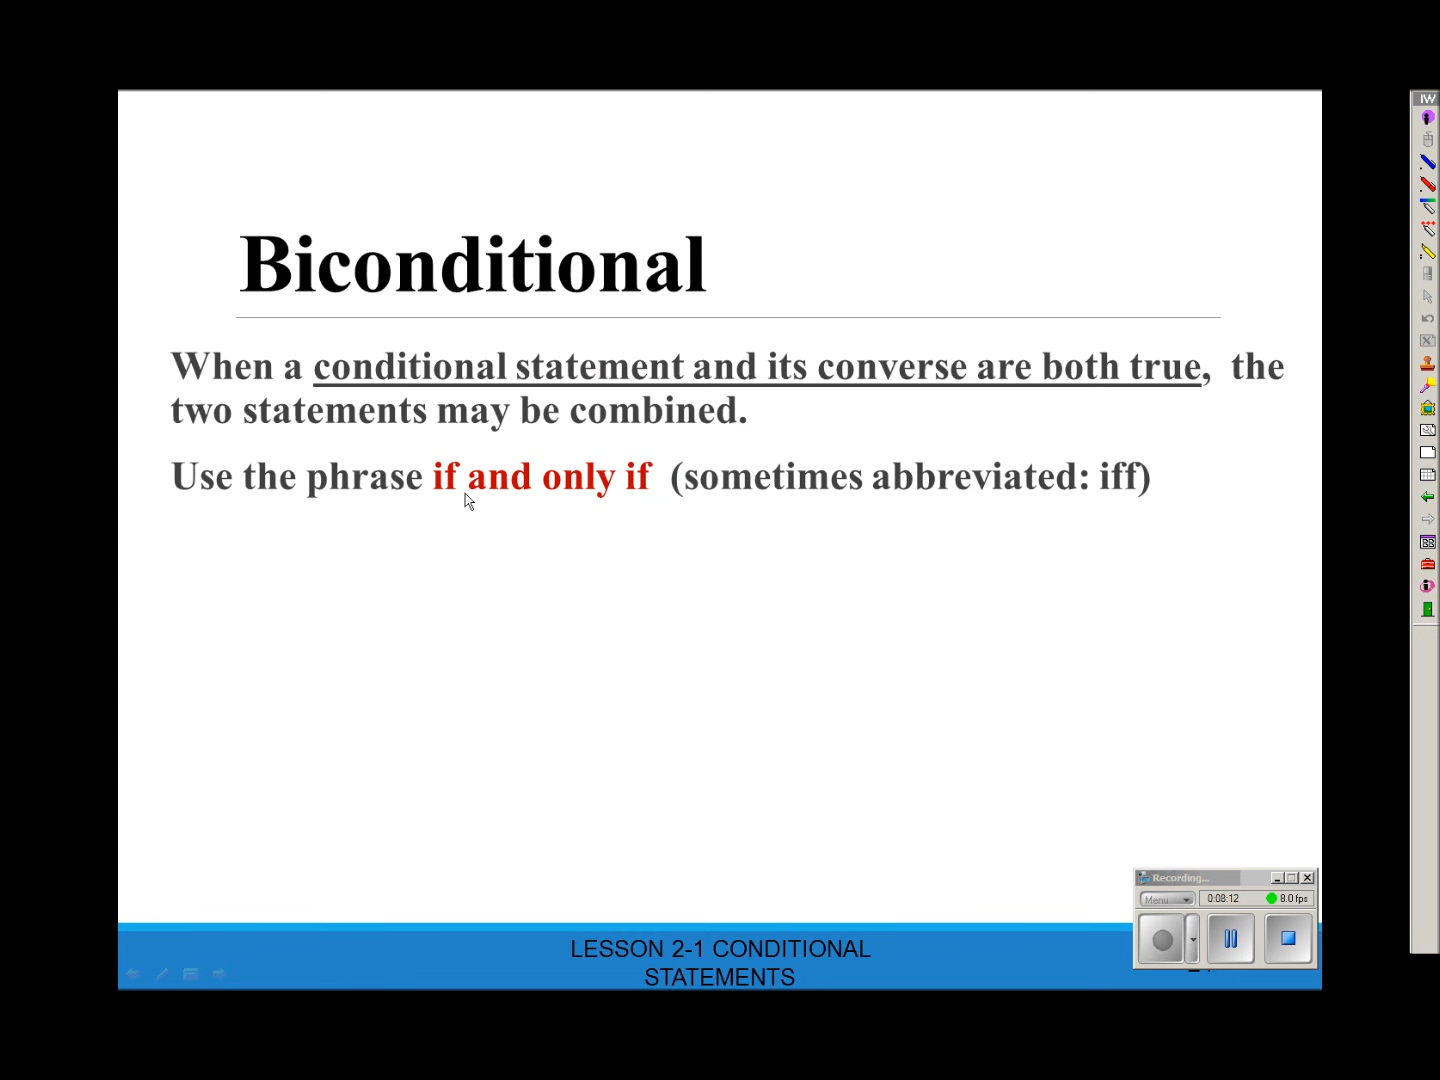 IW
Biconditional
When a conditional statement and its converse are both true, the
two statements may be combined.
Use the phrase if and only if (sometimes abbreviated: iff)
Recording...
Menu
0:08:12
8.0 fps
LESSON 2-1 CONDITIONAL
STATEMENTS